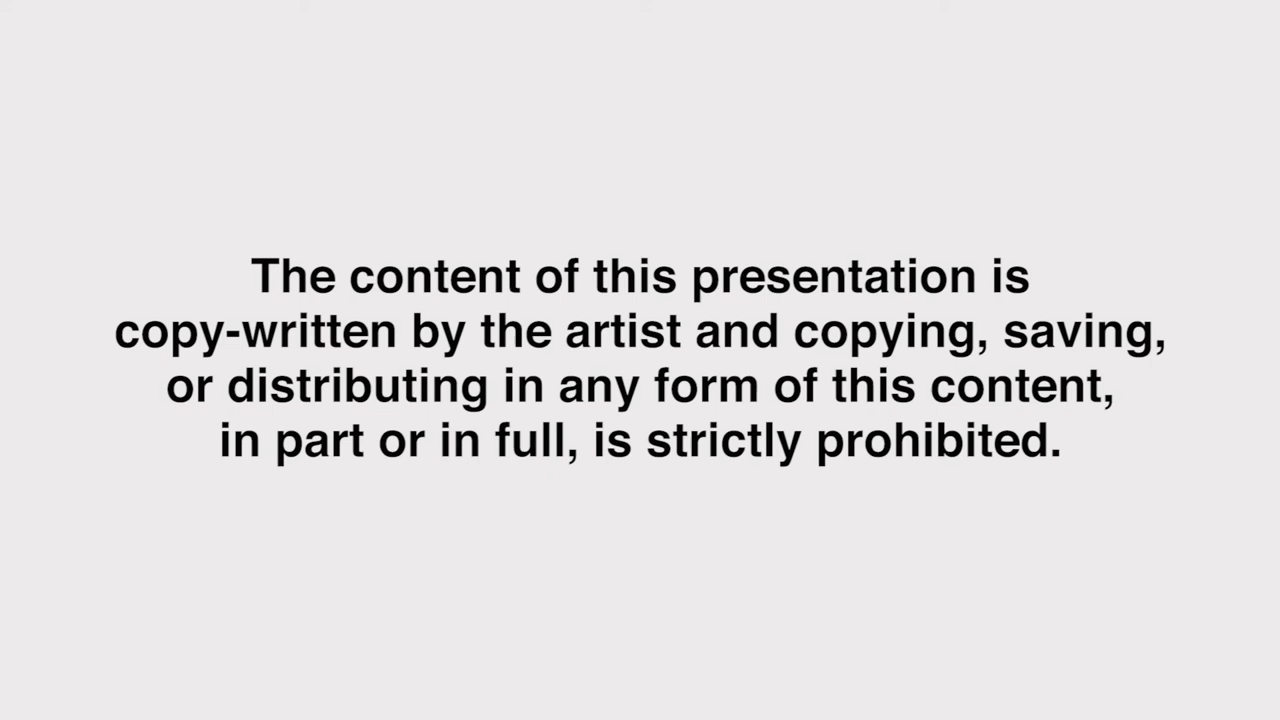 The content of this presentation is
copy-written by the artist and copying, saving,
or distributing in any form of this content,
in part or in full, is strictly prohibited.